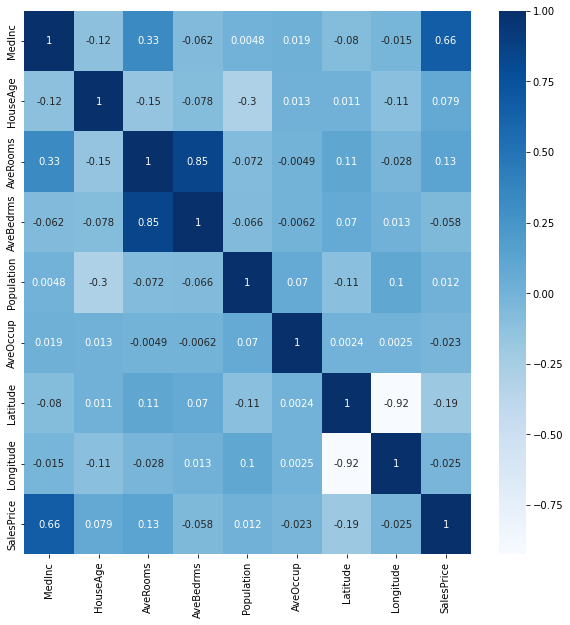 MedInc 1 -0.12 0.33 -0.062 0.0048 0.019 -0.08 -0.015 0.66
HouseAge -0.12 1 -0.15 -0.078 -0.3 0.013 0.011 -0.11 0.079
AveRooms 0.33 -0.15 1 0.85 -0.072 -0.0049 0.11 -0.028 0.13
AveBedrms -0.062 -0.078 0.85 1 -0.066 -0.0062 0.07 0.013 -0.058
Population 0.0048 -0.3 -0.072 -0.066 1 0.07 -0.11 0.1 0.012
AveOccup 0.019 0.013 -0.0049 -0.0062 0.07 1 0.0024 0.0025 -0.023
Latitude -0.08 0.011 0.11 0.07 -0.11 0.0024 1 -0.92 -0.19
Longitude -0.015 -0.11 -0.028 0.013 0.1 0.0025 -0.92 1 -0.025
SalesPrice 0.66 0.079 0.13 -0.058 0.012 -0.023 -0.19 -0.025 1
MedInc HouseAge AveRooms AveBedrms Population AveOccup Latitude Longitude SalesPrice
1.00
0.75
0.50
0.25
0.00
−0.25
−0.50
−0.75